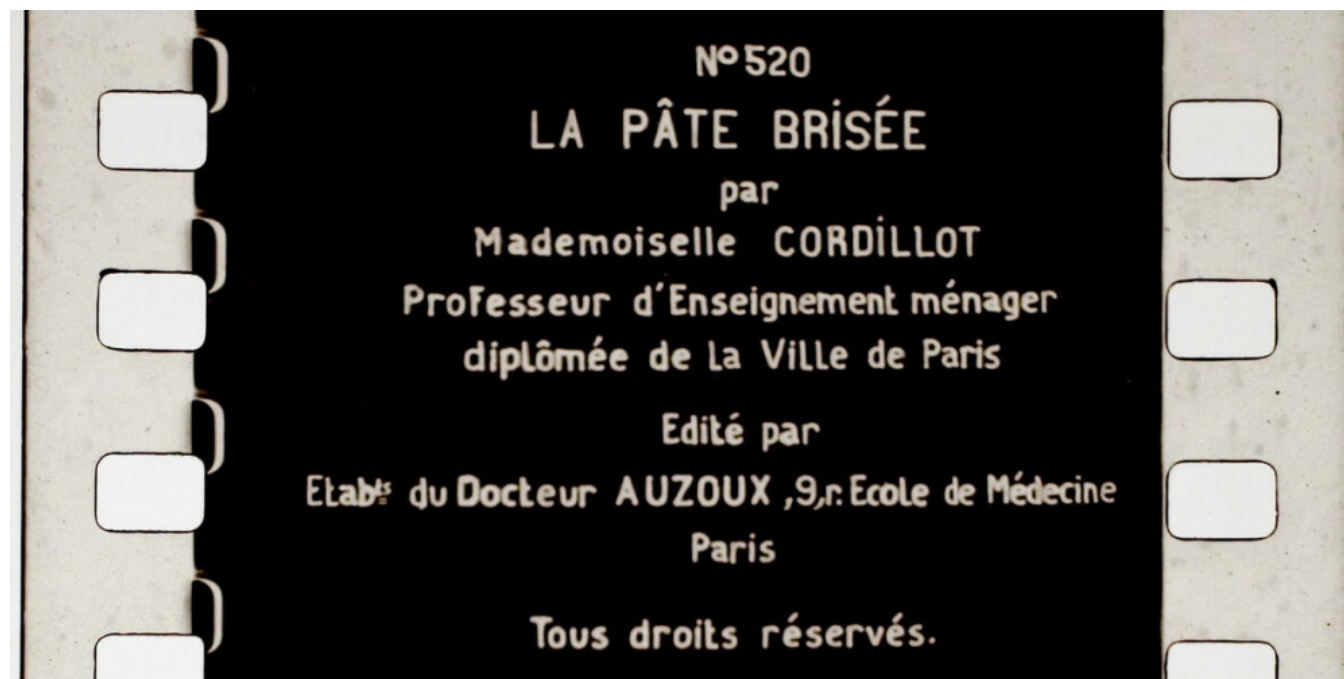 Nº 520
LA PÂTE BRISÉE
par
Mademoiselle CORDILLOT
Professeur d'Enseignement ménager
diplômée de la Ville de Paris
Edité par
Etabts du Docteur AUZOUX , 9, r. Ecole de Médecine
Paris
Tous droits réservés.